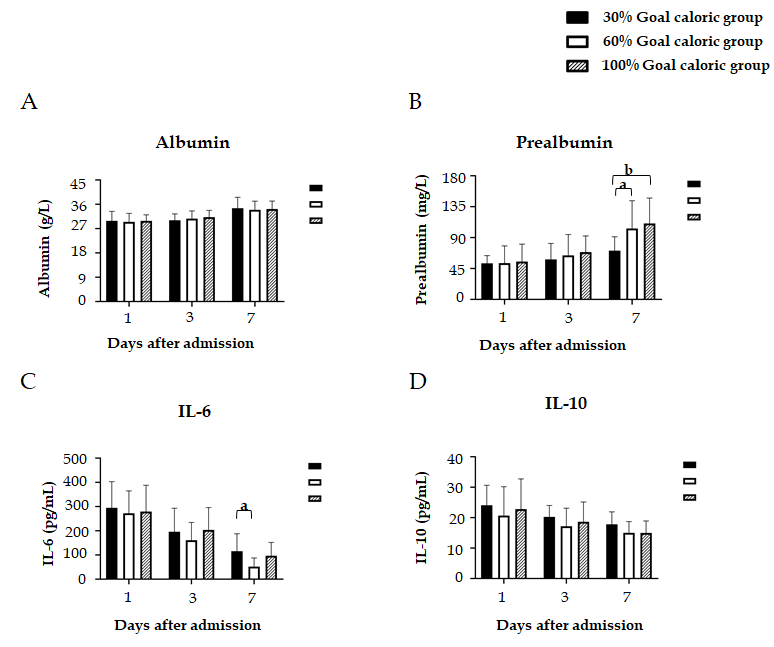 30% Goal caloric group
60% Goal caloric group
100% Goal caloric group
A
Albumin
Albumin (g/L)
45
36
27
18
9
0
1 3 7
Days after admission
B
Prealbumin
Prealbumin (mg/L)
180
135
90
45
0
b
a
1 3 7
Days after admission
C
IL-6
IL-6 (pg/mL)
500
400
300
200
100
0
a
1 3 7
Days after admission
D
IL-10
IL-10 (pg/mL)
40
30
20
10
0
1 3 7
Days after admission